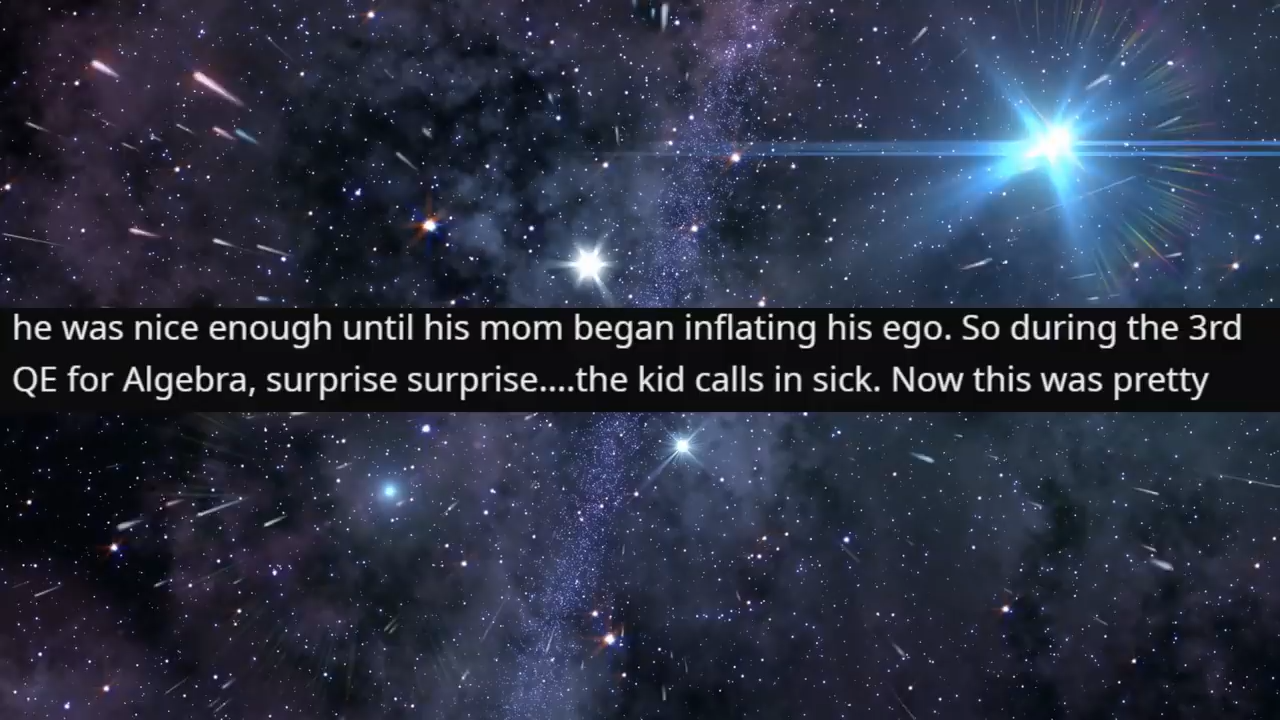 he was nice enough until his mom began inflating his ego. So during the 3rd
QE for Algebra, surprise surprise....the kid calls in sick. Now this was pretty